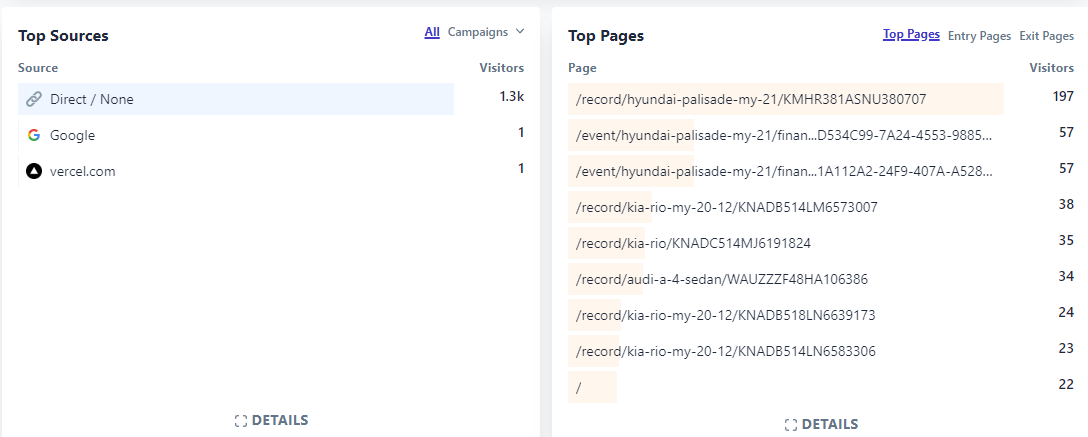 Top Sources
All Campaigns
Source Visitors
Direct / None 1.3k
Google 1
vercel.com 1
DETAILS
Top Pages
Top Pages Entry Pages Exit Pages
Page Visitors
/record/hyundai-palisade-my-21/KMHR381ASNU380707 197
/event/hyundai-palisade-my-21/finan...D534C99-7A24-4553-9885... 57
/event/hyundai-palisade-my-21/finan...1A112A2-24F9-407A-A528... 57
/record/kia-rio-my-20-12/KNADB514LM6573007 38
/record/kia-rio/KNADC514MJ6191824 35
/record/audi-a-4-sedan/WAUZZZF48HA106386 34
/record/kia-rio-my-20-12/KNADB518LN6639173 24
/record/kia-rio-my-20-12/KNADB514LN6583306 23
/ 22
DETAILS